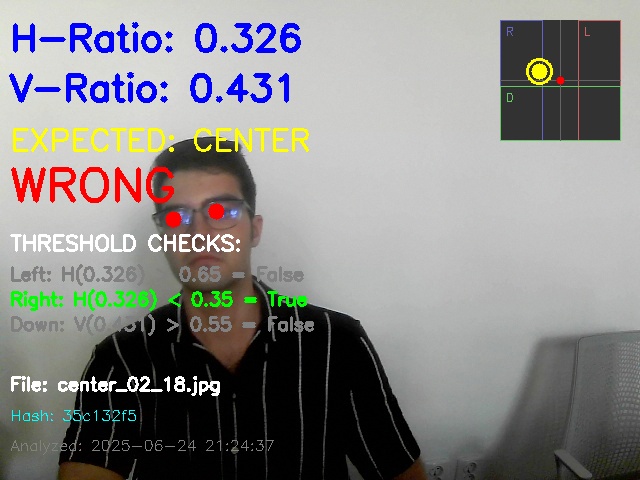 H-Ratio: 0.326
V-Ratio: 0.431
R
L
D
EXPECTED: CENTER
WRONG
THRESHOLD CHECKS:
Left: H(0.326) 0.65 = False
Right: H(0.326) < 0.35 = True
Down: V(0.431) > 0.55 = False
File: center_02_18.jpg
Hash: 35c132f5
Analyzed: 2025-06-24 21:24:37